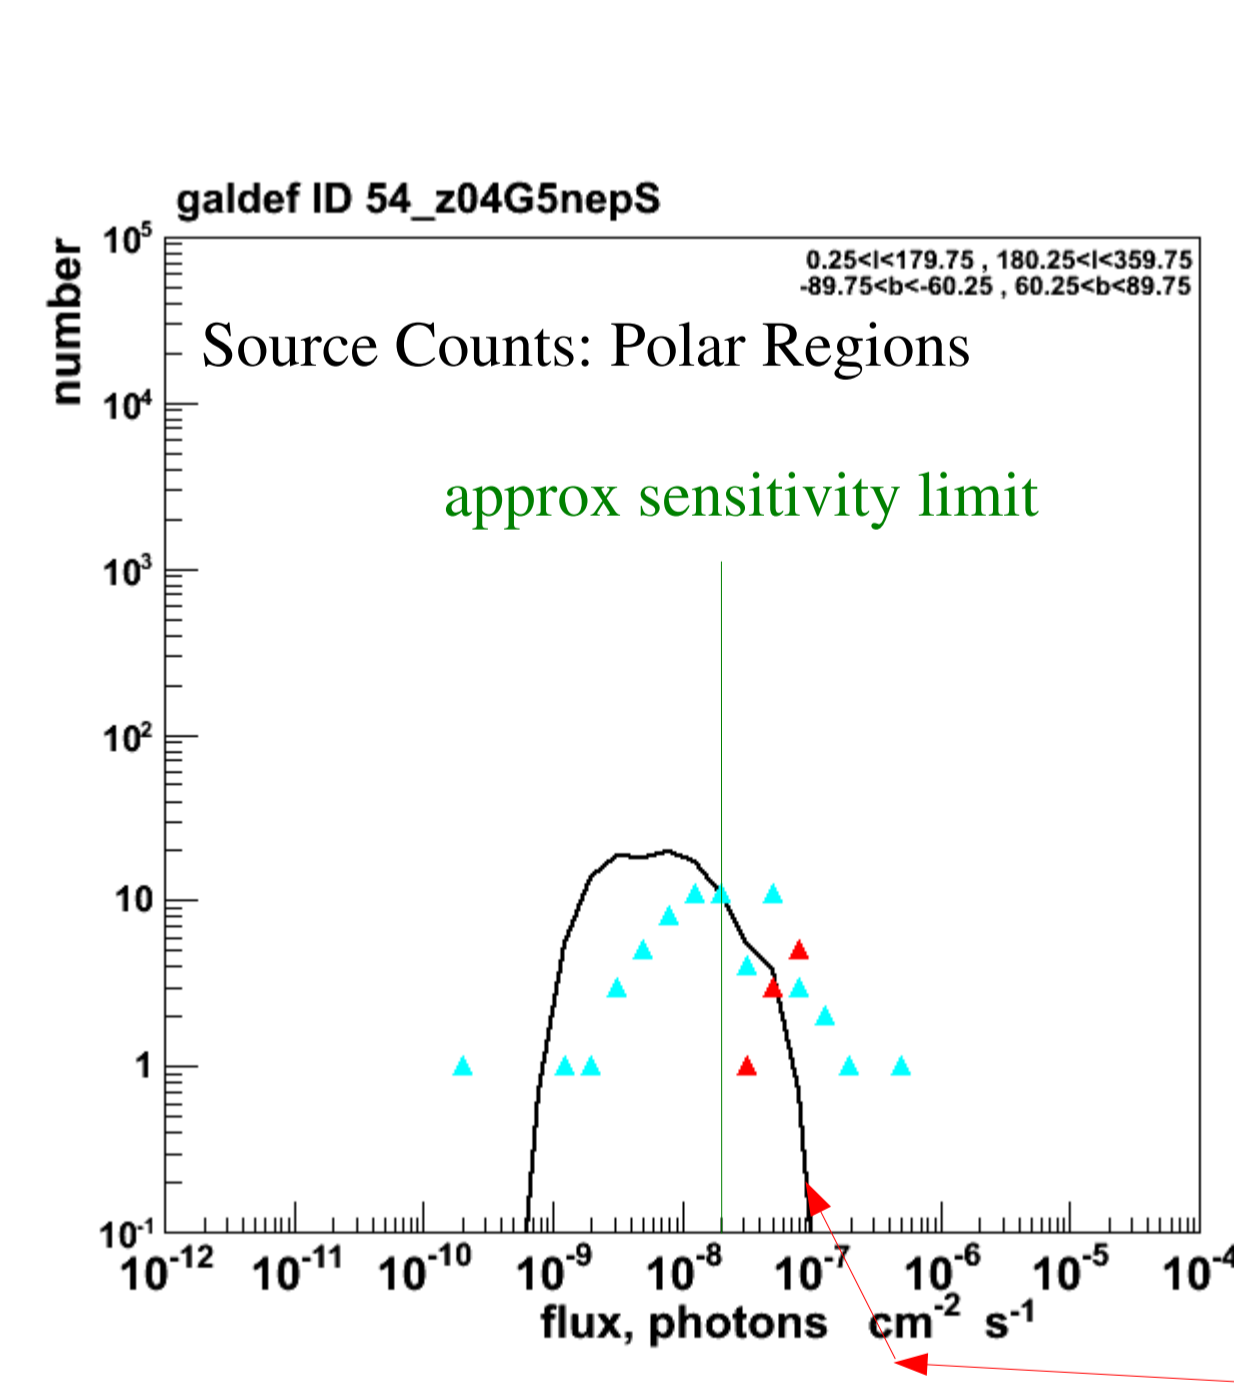 galdef ID 54_z04G5nepS
0.25<l<179.75 , 180.25<l<359.75
-89.75<b<-60.25 , 60.25<b<89.75
number
Source Counts: Polar Regions
approx sensitivity limit
10^5
10^4
10^3
10^2
10
1
10^-1
10^-12 10^-11 10^-10 10^-9 10^-8 10^-7 10^-6 10^-5 10^-4
flux, photons cm^-2 s^-1